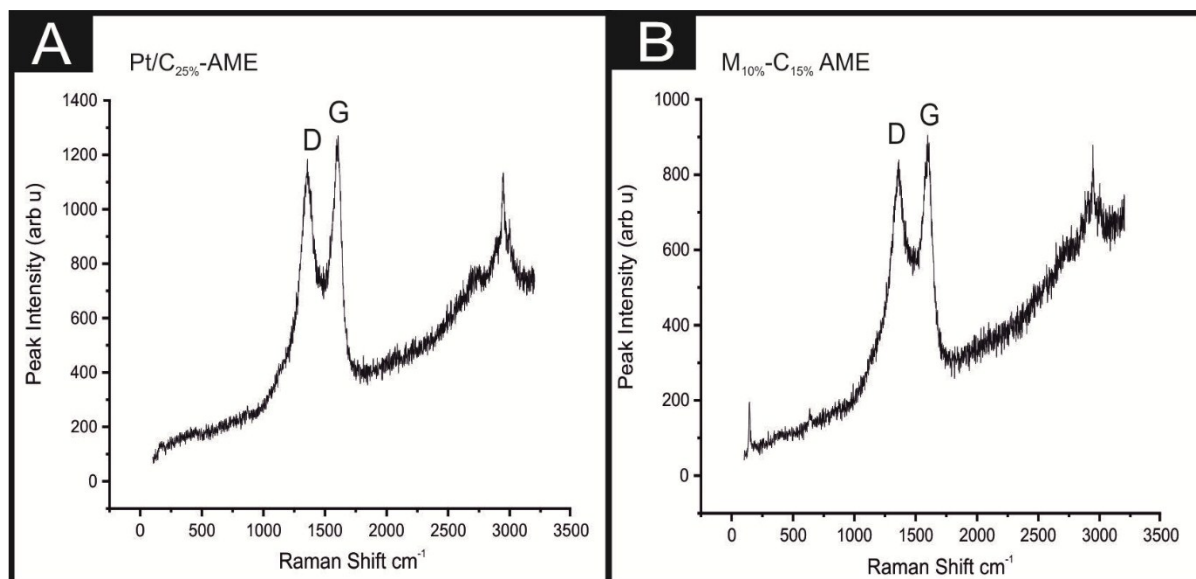 A
Pt/C25%-AME
D
G
1400
1200
1000
800
600
400
200
0
Peak Intensity (arb u)
0 500 1000 1500 2000 2500 3000 3500
Raman Shift cm-1
B
M10%-C15% AME
D
G
1000
900
800
600
400
300
200
0
Peak Intensity (arb u)
0 500 1000 1500 2000 2500 3000 3500
Raman Shift cm-1